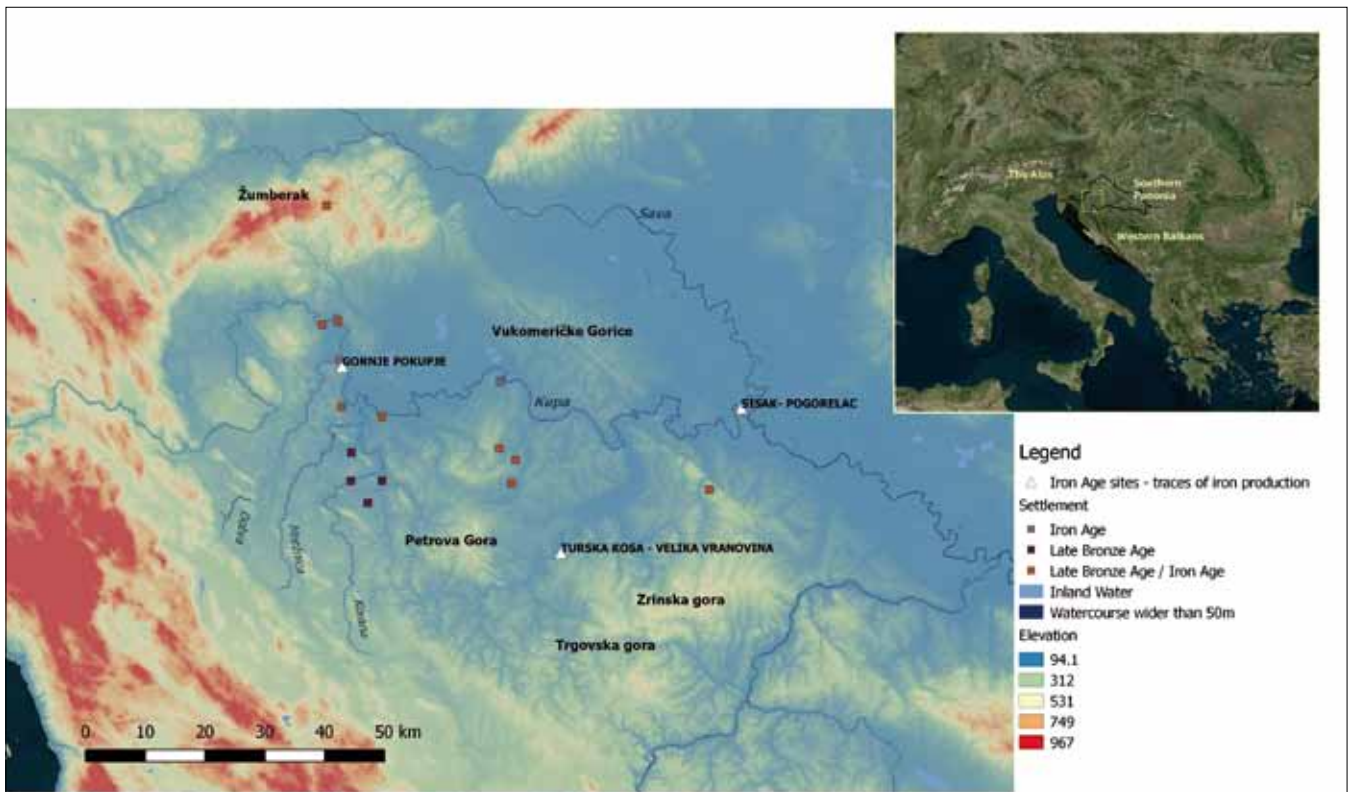 Žumberak
Sava
Vukomeričke Gorice
GORNJE POKUPJE
Kupa
SISAK- POGORELAC
Dobra
Mrežnica
Korana
Petrova Gora
TURSKA KOSA - VELIKA VRANOVINA
Zrinska gora
Trgovska gora
0 10 20 30 40 50 km
The Alps
Southern
Panonia
Western Balkans
Legend
Iron Age sites - traces of iron production
Settlement
Iron Age
Late Bronze Age
Late Bronze Age / Iron Age
Inland Water
Watercourse wider than 50m
Elevation
94.1
312
531
749
967